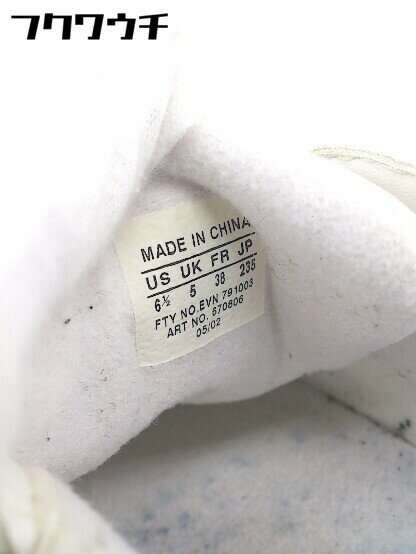 フクワウチ
MADE IN CHINA
US UK FR JP
6½ 5 38 235
FTY NO.EVN 791003
ART NO. 670806
05/02